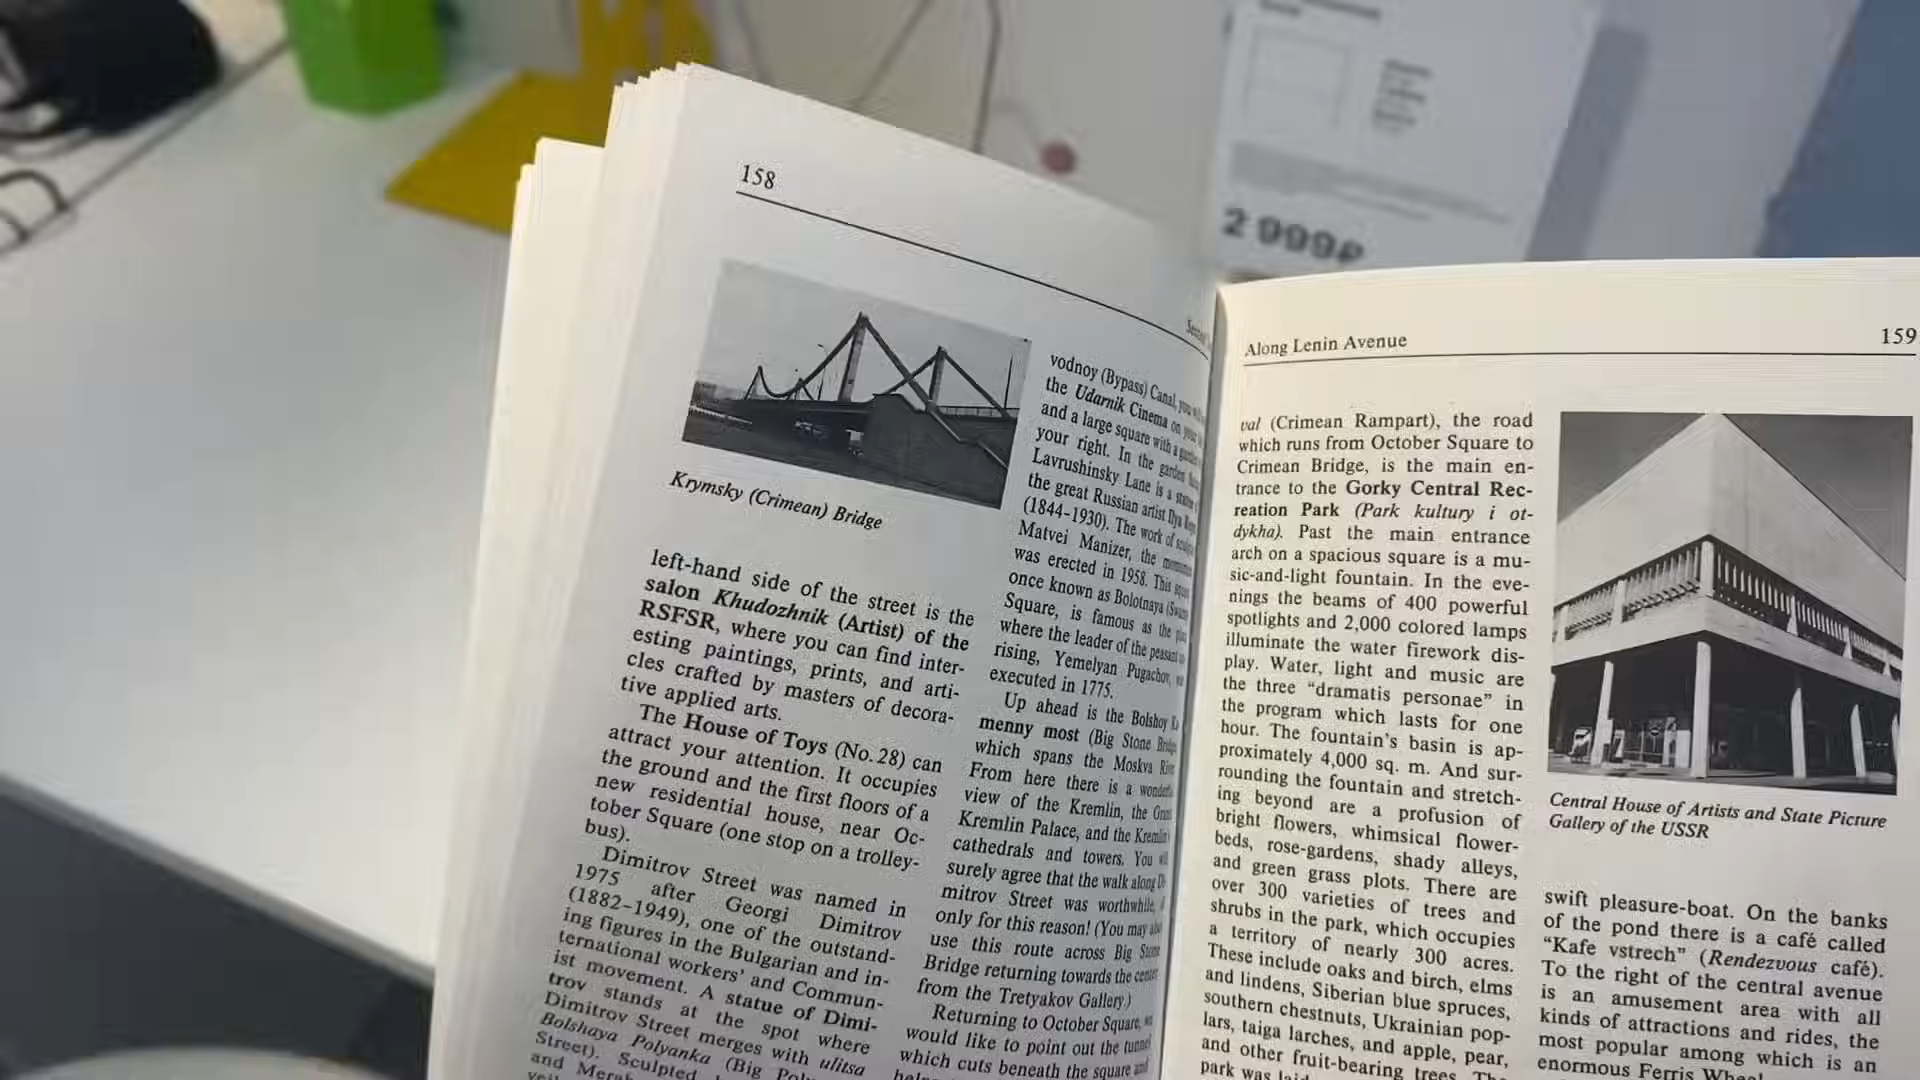 2 999₽
158
Krymsky (Crimean) Bridge
left-hand side of the street is the
salon Khudozhnik (Artist) of the
RSFSR, where you can find inter-
esting paintings, prints, and arti-
cles crafted by masters of decora-
tive applied arts.
The House of Toys (No. 28) can
attract your attention. It occupies
the ground and the first floors of a
new residential house, near Oc-
tober Square (one stop on a trolley-
bus).
Dimitrov Street was named in
1975 after Georgi Dimitrov
(1882–1949), one of the outstand-
ing figures in the Bulgarian and in-
ternational workers' and Commun-
ist movement. A statue of Dimi-
trov stands at the spot where
Dimitrov Street merges with ulitsa
Bolshaya Polyanka (Big
Street). Sculpted
and
vodnoy (Bypass) Canal, you
the Udarnik Cinema on your
and a large square with a garden
your right. In the garden
Lavrushinsky Lane is a statue
the great Russian artist Ilya
(1844–1930). The work of
Matvei Manizer, the
was erected in 1958. This
once known as Bolotnaya
Square, is famous as the
where the leader of the peasant
rising, Yemelyan Pugachov,
executed in 1775.
Up ahead is the Bolshoy
menny most (Big Stone
which spans the Moskva
From here there is a
view of the Kremlin, the
Kremlin Palace, and the Kremlin
cathedrals and towers. You
surely agree that the walk along
mitrov Street was worthwhile,
only for this reason! (You may
use this route across Big
Bridge returning towards the
from the Tretyakov Gallery.)
Returning to October Square,
would like to point out the
which cuts beneath the square and
Along Lenin Avenue
159
val (Crimean Rampart), the road
which runs from October Square to
Crimean Bridge, is the main en-
trance to the Gorky Central Rec-
reation Park (Park kultury i ot-
dykha). Past the main entrance
arch on a spacious square is a mu-
sic-and-light fountain. In the eve-
nings the beams of 400 powerful
spotlights and 2,000 colored lamps
illuminate the water firework dis-
play. Water, light and music are
the three "dramatis personae" in
the program which lasts for one
hour. The fountain's basin is ap-
proximately 4,000 sq. m. And sur-
rounding the fountain and stretch-
ing beyond are a profusion of
bright flowers, whimsical flower-
beds, rose-gardens, shady alleys,
and green grass plots. There are
over 300 varieties of trees and
shrubs in the park, which occupies
a territory of nearly 300 acres.
These include oaks and birch, elms
and lindens, Siberian blue spruces,
southern chestnuts, Ukrainian pop-
lars, taiga larches, and apple, pear,
and other fruit-bearing trees. The
park was
Central House of Artists and State Picture
Gallery of the USSR
swift pleasure-boat. On the banks
of the pond there is a café called
"Kafe vstrech" (Rendezvous café).
To the right of the central avenue
is an amusement area with all
kinds of attractions and rides, the
most popular among which is an
enormous Ferris Wheel